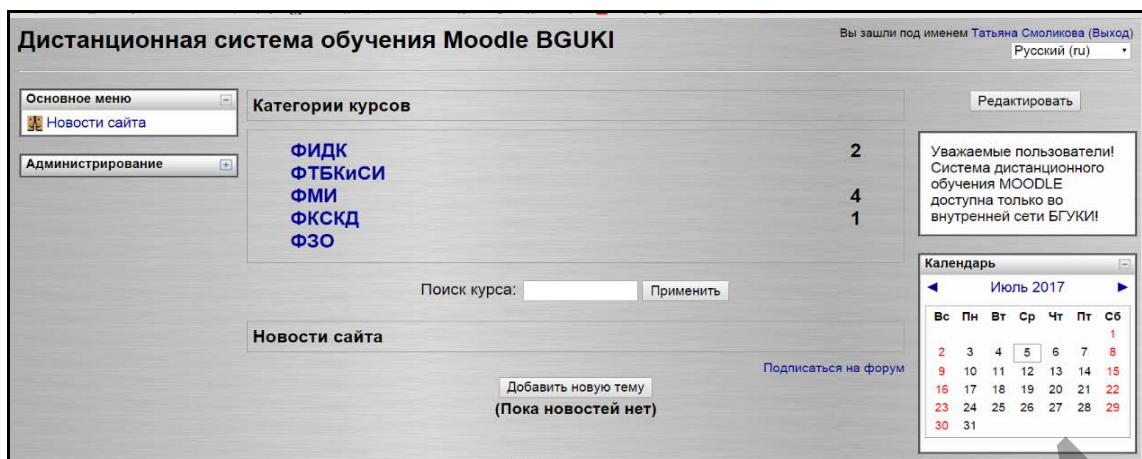 Дистанционная система обучения Moodle BGUKI
Вы зашли под именем Татьяна Смоликова (Выход)
Русский (ru)
Основное меню
Новости сайта
Администрирование
Категории курсов
ФИДК 2
ФТБКиСИ
ФМИ 4
ФКСКД 1
ФЗО
Поиск курса: Применить
Новости сайта
Подписаться на форум
Добавить новую тему
(Пока новостей нет)
Редактировать
Уважаемые пользователи!
Система дистанционного
обучения MOODLE
доступна только во
внутренней сети БГУКИ!
Календарь
◄ Июль 2017 ►
Вс Пн Вт Ср Чт Пт Сб
1
2 3 4 5 6 7 8
9 10 11 12 13 14 15
16 17 18 19 20 21 22
23 24 25 26 27 28 29
30 31